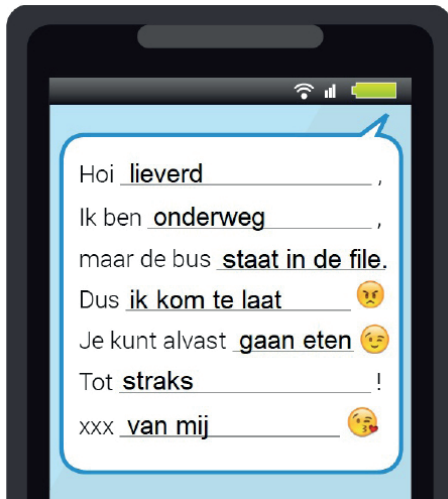 Hoi lieverd ,
Ik ben onderweg ,
maar de bus staat in de file.
Dus ik kom te laat 😠
Je kunt alvast gaan eten 😉
Tot straks !
xxx van mij 😘